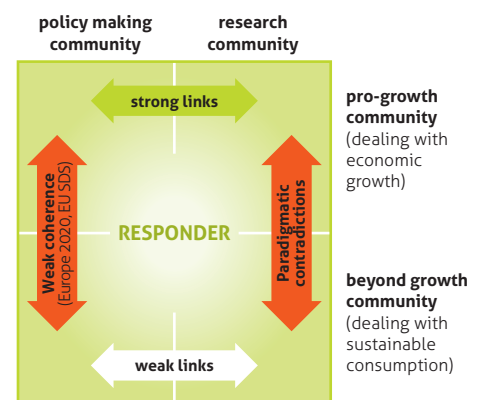 policy making
community
research
community
strong links
pro-growth
community
(dealing with
economic
growth)
Weak coherence
(Europe 2020, EU SDS)
RESPONDER
Paradigmatic
contradictions
beyond growth
community
(dealing with
sustainable
consumption)
weak links